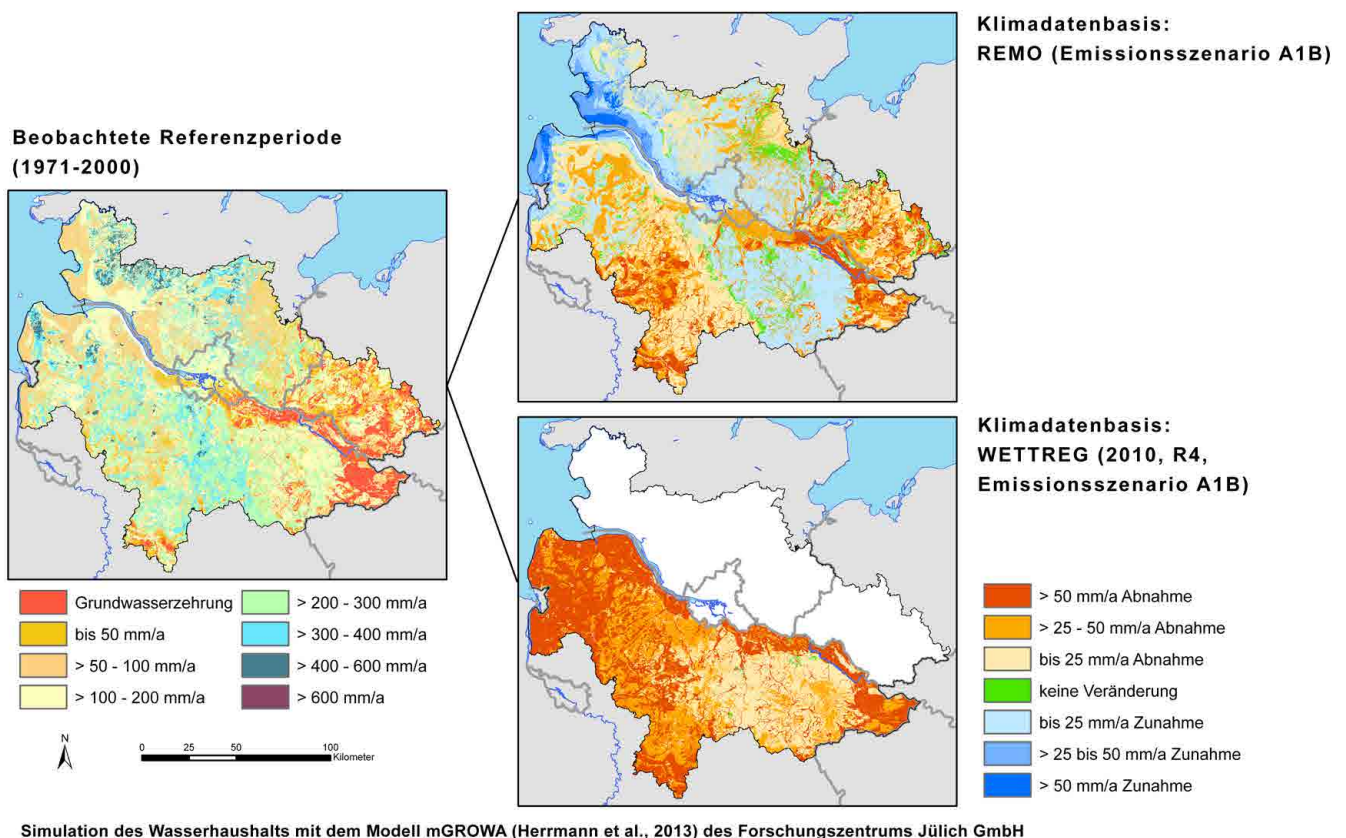 Klimadatenbasis:
REMO (Emissionsszenario A1B)
Beobachtete Referenzperiode
(1971-2000)
Klimadatenbasis:
WETTREG (2010, R4,
Emissionsszenario A1B)
Grundwasserzehrung
bis 50 mm/a
> 50 - 100 mm/a
> 100 - 200 mm/a
> 200 - 300 mm/a
> 300 - 400 mm/a
> 400 - 600 mm/a
> 600 mm/a
> 50 mm/a Abnahme
> 25 - 50 mm/a Abnahme
bis 25 mm/a Abnahme
keine Veränderung
bis 25 mm/a Zunahme
> 25 bis 50 mm/a Zunahme
> 50 mm/a Zunahme
N
0 25 50 100
Kilometer
Simulation des Wasserhaushalts mit dem Modell mGROWA (Herrmann et al., 2013) des Forschungszentrums Jülich GmbH